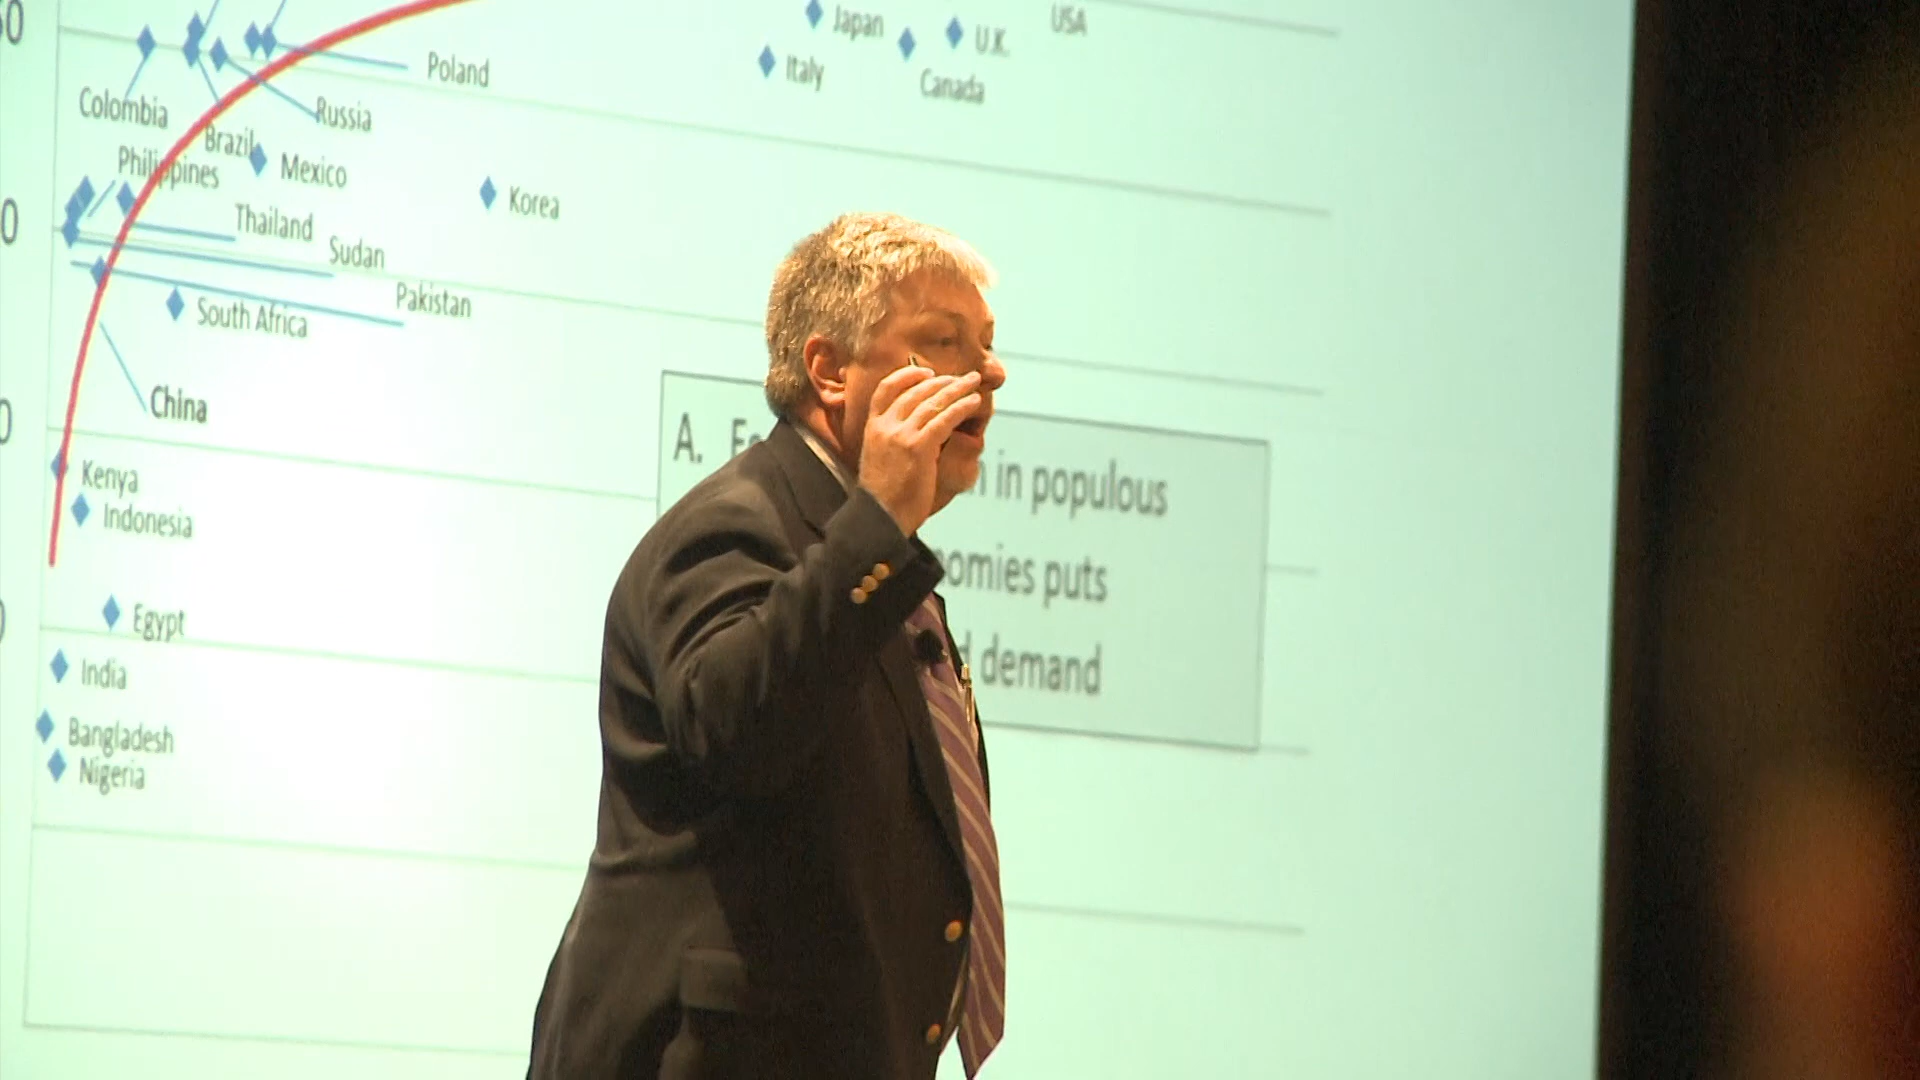 USA
Japan
U.K.
Italy
Canada
Poland
Colombia
Russia
Brazil
Philippines
Mexico
Korea
Thailand
Sudan
Pakistan
South Africa
China
Kenya
Indonesia
Egypt
India
Bangladesh
Nigeria
A. in populous
puts
demand